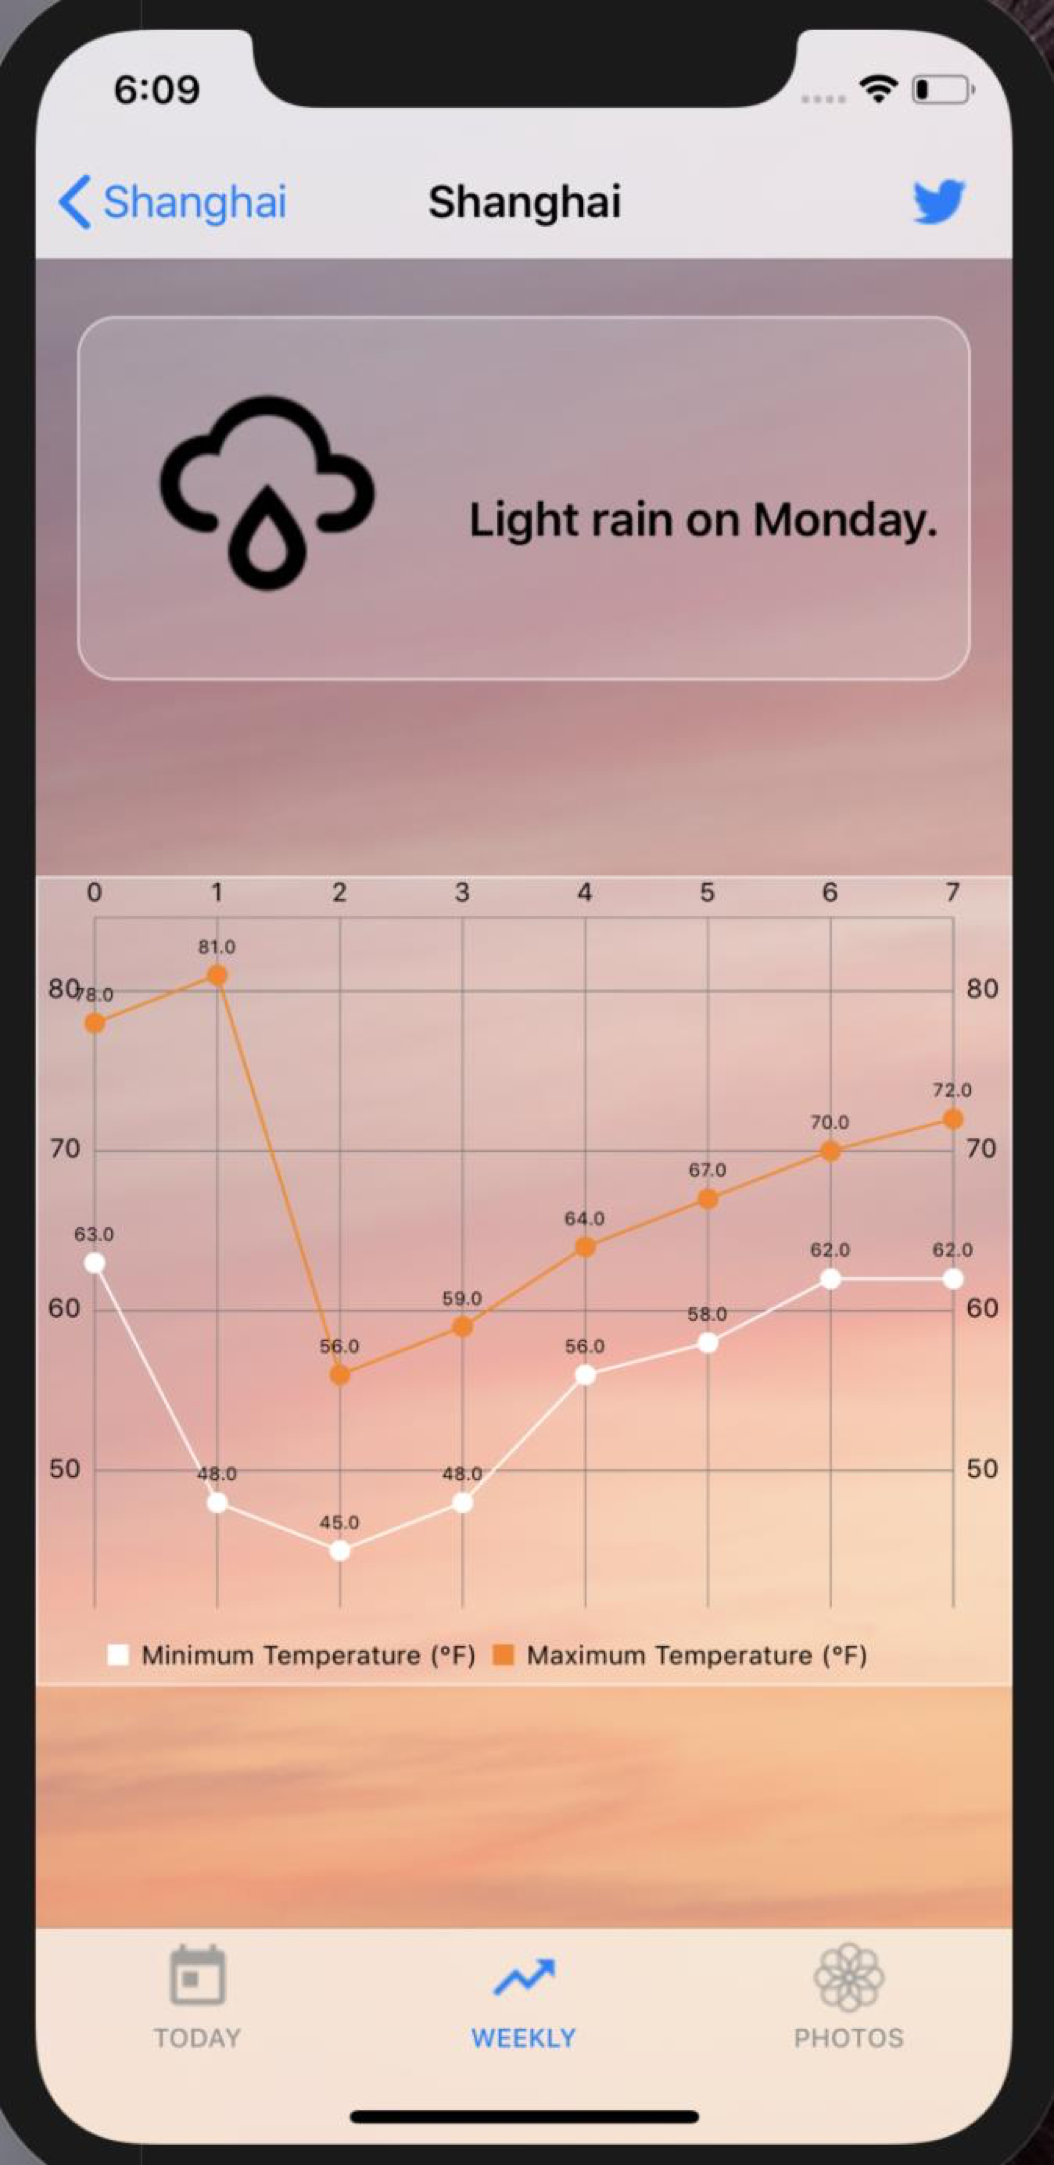 6:09
Shanghai Shanghai
Light rain on Monday.
0 1 2 3 4 5 6 7
81.0
80 78.0 80
72.0
70.0
70 70
67.0
64.0
63.0
62.0 62.0
60 60
59.0
58.0
56.0 56.0
50 50
48.0 48.0
45.0
Minimum Temperature (°F) Maximum Temperature (°F)
TODAY WEEKLY PHOTOS